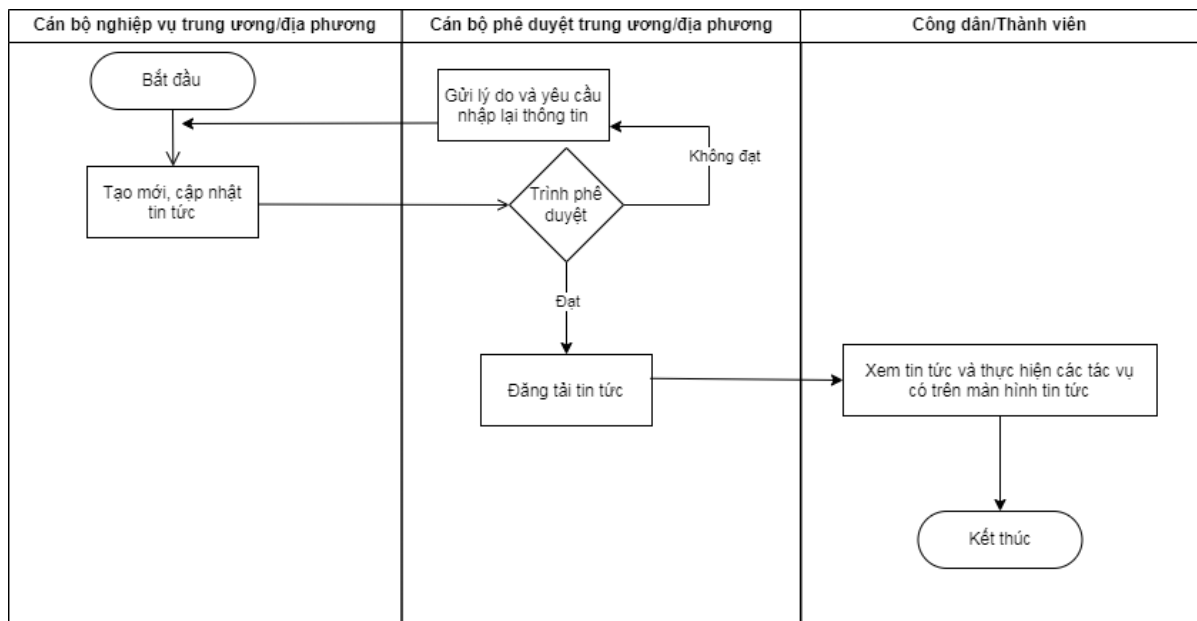 Cán bộ nghiệp vụ trung ương/địa phương
Cán bộ phê duyệt trung ương/địa phương
Công dân/Thành viên
Bắt đầu
Gửi lý do và yêu cầu
nhập lại thông tin
Không đạt
Tạo mới, cập nhật
tin tức
Trình phê
duyệt
Đạt
Đăng tải tin tức
Xem tin tức và thực hiện các tác vụ
có trên màn hình tin tức
Kết thúc